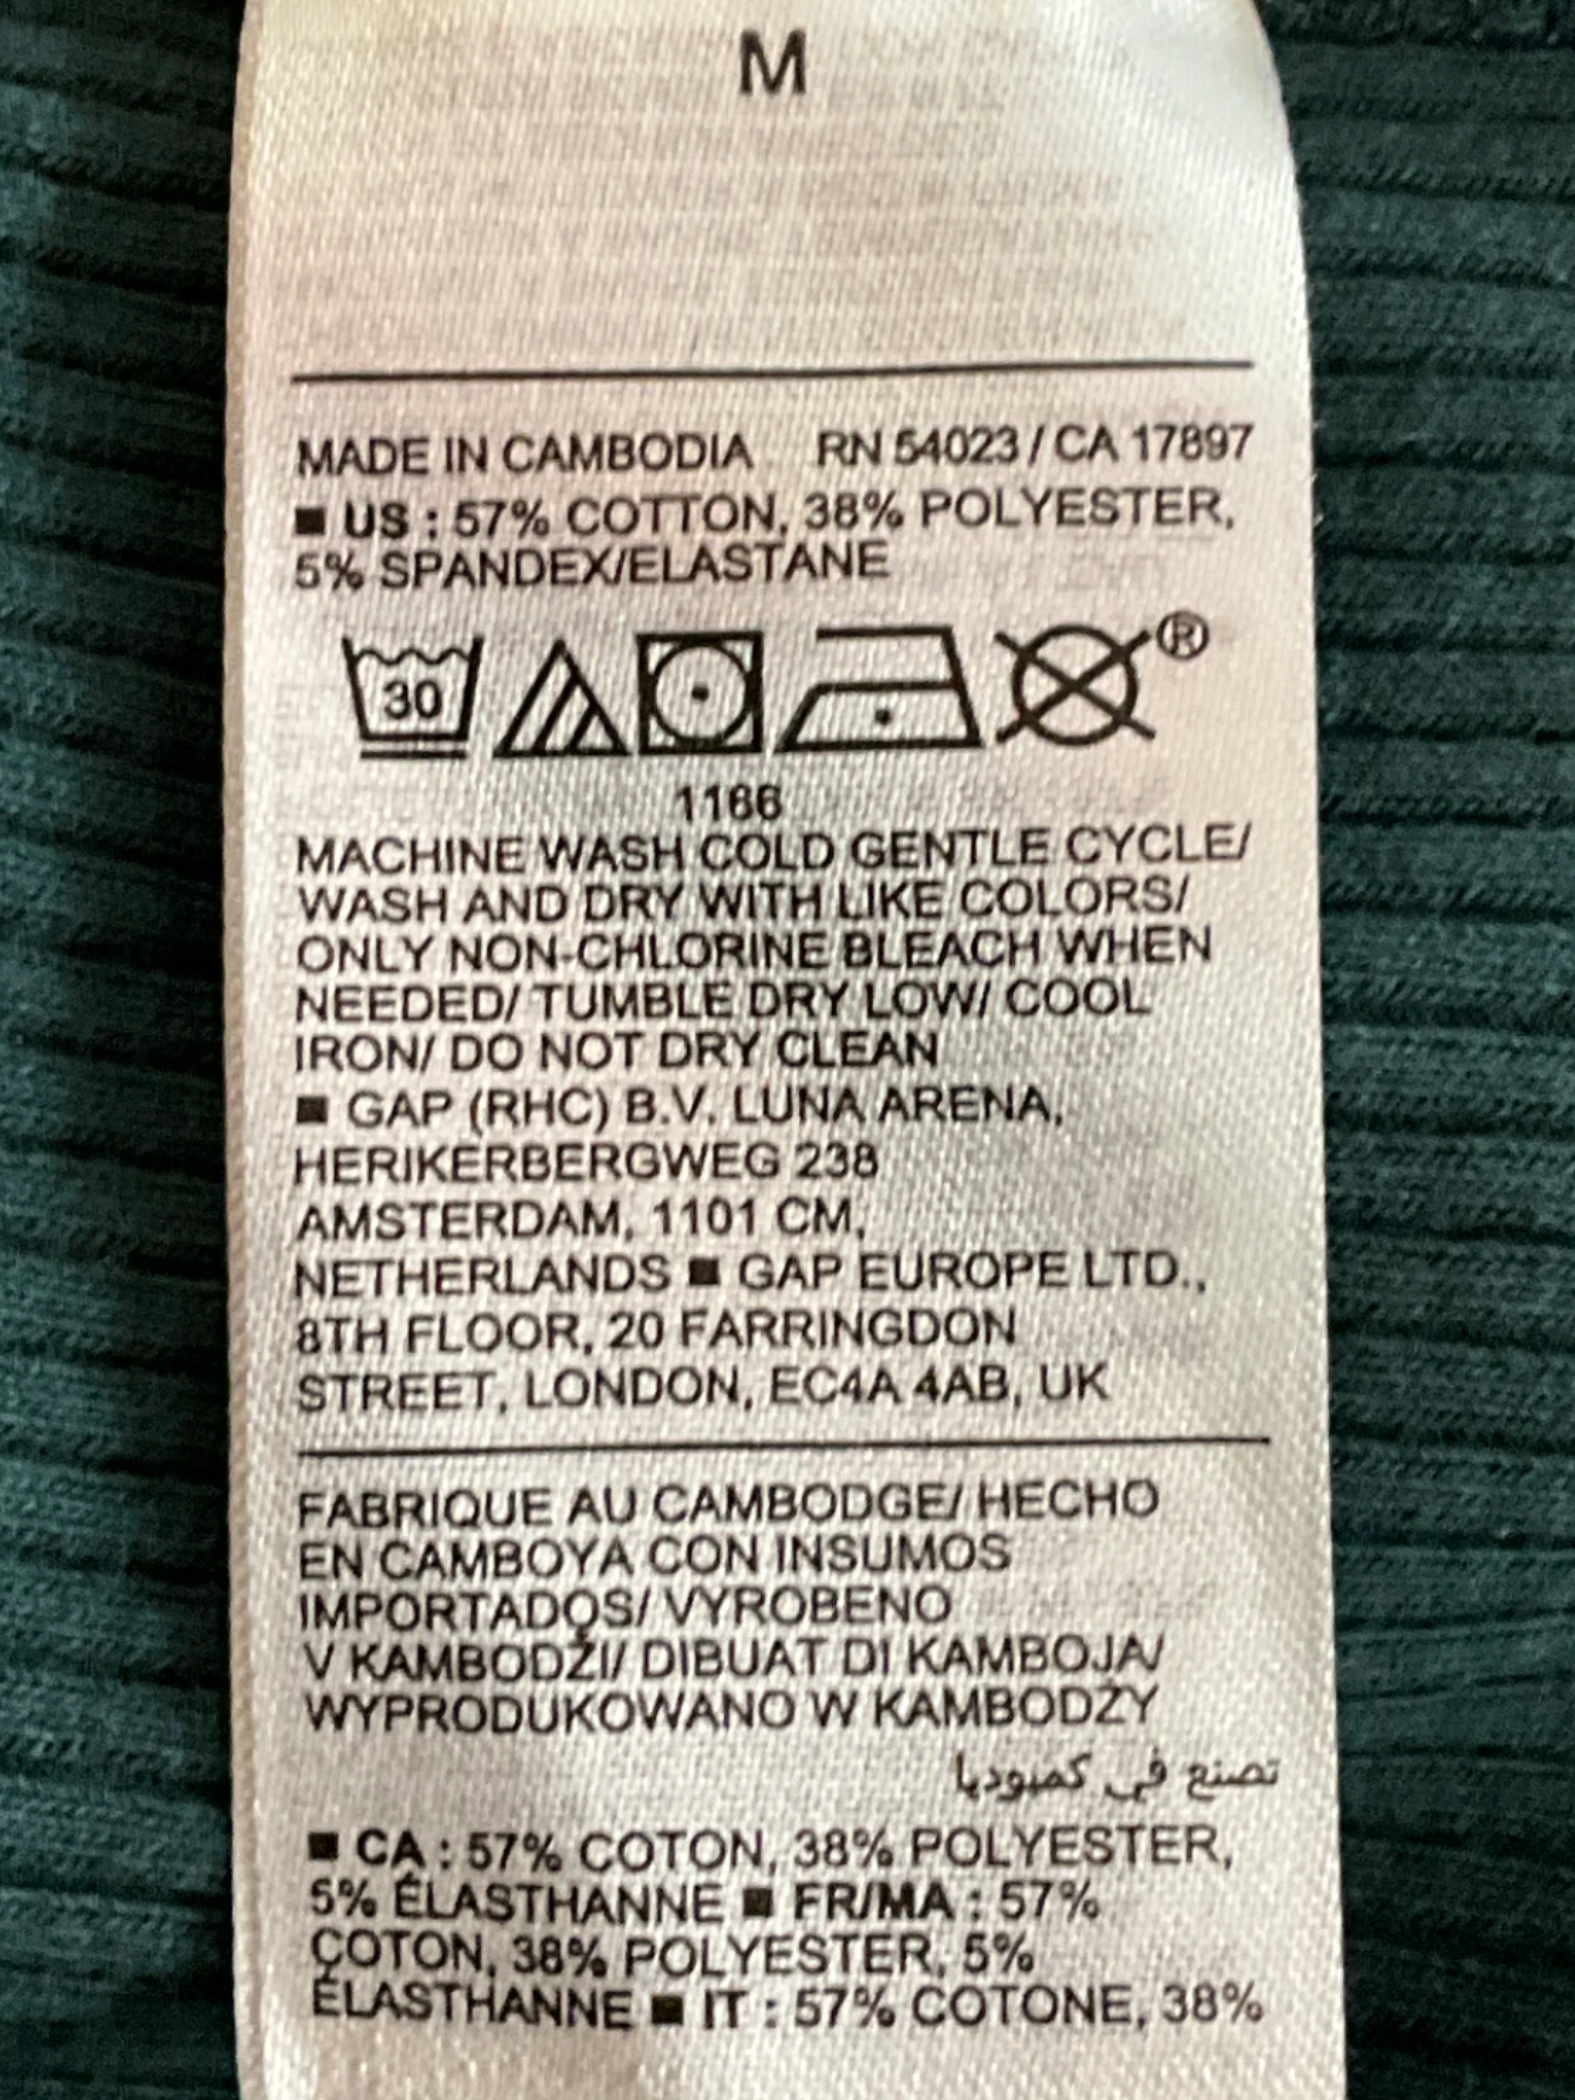 M
MADE IN CAMBODIA RN 54023 / CA 17897
■ US : 57% COTTON, 38% POLYESTER,
5% SPANDEX/ELASTANE
30 ®
1166
MACHINE WASH COLD GENTLE CYCLE/
WASH AND DRY WITH LIKE COLORS/
ONLY NON-CHLORINE BLEACH WHEN
NEEDED/ TUMBLE DRY LOW/ COOL
IRON/ DO NOT DRY CLEAN
■ GAP (RHC) B.V. LUNA ARENA,
HERIKERBERGWEG 238
AMSTERDAM, 1101 CM,
NETHERLANDS ■ GAP EUROPE LTD.,
8TH FLOOR, 20 FARRINGDON
STREET, LONDON, EC4A 4AB, UK
FABRIQUE AU CAMBODGE/ HECHO
EN CAMBOYA CON INSUMOS
IMPORTADOS/ VYROBENO
V KAMBODŽI/ DIBUAT DI KAMBOJA/
WYPRODUKOWANO W KAMBODŻY
تصنع في كمبوديا
■ CA : 57% COTON, 38% POLYESTER,
5% ÉLASTHANNE ■ FR/MA : 57%
COTON, 38% POLYESTER, 5%
ÉLASTHANNE ■ IT : 57% COTONE, 38%